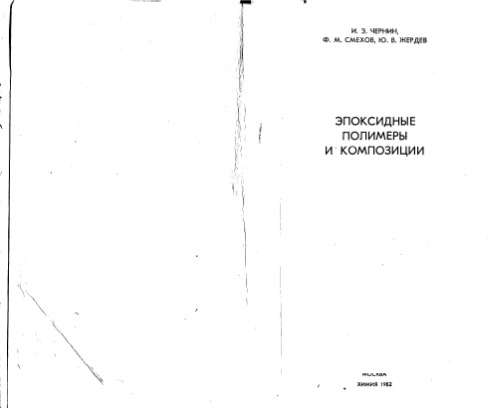 И. З. ЧЕРНИН,
Ф. М. СМЕХОВ, Ю. В. ЖЕРДЕВ
ЭПОКСИДНЫЕ
ПОЛИМЕРЫ
И КОМПОЗИЦИИ
МОСКВА
ХИМИЯ 1982